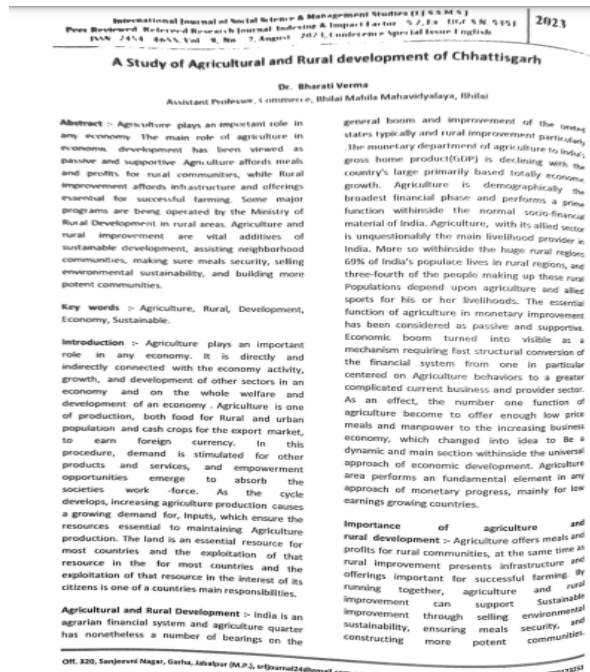 International Journal of Social Science & Management Studies (I.J.S.S.M.S.)
Peer Reviewed Refereed Research Journal Indexing & Impact Factor 5.2, Ex UGC S.N. 5351
ISSN 2454 - 4655, Vol 9, No 7, August 2023, Conference Special Issue English
2023
A Study of Agricultural and Rural development of Chhattisgarh
Dr. Bharati Verma
Assistant Professor, Commerce, Bhilai Mahila Mahavidyalaya, Bhilai
Abstract :- Agriculture plays an important role in
any economy The main role of agriculture in
economic development has been viewed as
passive and supportive Agriculture affords meals
and profits for rural communities, while Rural
improvement affords infrastructure and offerings
essential for successful farming. Some major
programs are being operated by the Ministry of
Rural Development in rural areas. Agriculture and
rural improvement are vital additives of
sustainable development, assisting neighborhood
communities, making sure meals security, selling
environmental sustainability, and building more
potent communities.
Key words :- Agriculture, Rural, Development,
Economy, Sustainable.
Introduction :- Agriculture plays an important
role in any economy. It is directly and
indirectly connected with the economy activity,
growth, and development of other sectors in an
economy and on the whole welfare and
development of an economy . Agriculture is one
of production, both food for Rural and urban
population and cash crops for the export market,
to earn foreign currency. In this
procedure, demand is stimulated for other
products and services, and empowerment
opportunities emerge to absorb the
societies work -force. As the cycle
develops, increasing agriculture production causes
a growing demand for, Inputs, which ensure the
resources essential to maintaining Agriculture
production. The land is an essential resource for
most countries and the exploitation of that
resource in the for most countries and the
exploitation of that resource in the interest of its
citizens is one of a countries main responsibilities.
Agricultural and Rural Development :- India is an
agrarian financial system and agriculture quarter
has nonetheless a number of bearings on the
general boom and improvement of the united
states typically and rural improvement particularly
.The monetary department of agriculture to India's
gross home product(GDP) is declining with the
country's large primarily based totally economic
growth. Agriculture is demographically the
broadest financial phase and performs a prime
function withinside the normal socio-financial
material of India. Agriculture, with its allied sector
is unquestionably the main livelihood provider in
India. More so withinside the huge rural regions
69% of India's populace lives in rural regions, and
three-fourth of the people making up these rural
Populations depend upon agriculture and allied
sports for his or her livelihoods. The essential
function of agriculture in monetary improvement
has been considered as passive and supportive.
Economic boom turned into visible as a
mechanism requiring fast structural conversion of
the financial system from one in particular
centered on Agriculture behaviors to a greater
complicated current business and provider sector.
As an effect, the number one function of
agriculture become to offer enough low price
meals and manpower to the increasing business
economy, which changed into idea to Be a
dynamic and main section withinside the universal
approach of economic development. Agriculture
area performs an fundamental element in any
approach of monetary progress, mainly for low
earnings growing countries.
Importance of agriculture and
rural development :- Agriculture offers meals and
profits for rural communities, at the same time as
rural improvement presents infrastructure and
offerings important for successful farming. By
running together, agriculture and rural
improvement can support Sustainable
improvement through selling environmental
sustainability, ensuring meals security, and
constructing more potent communities.
Off. 320, Sanjeevni Nagar, Garha, Jabalpur (M.P.),